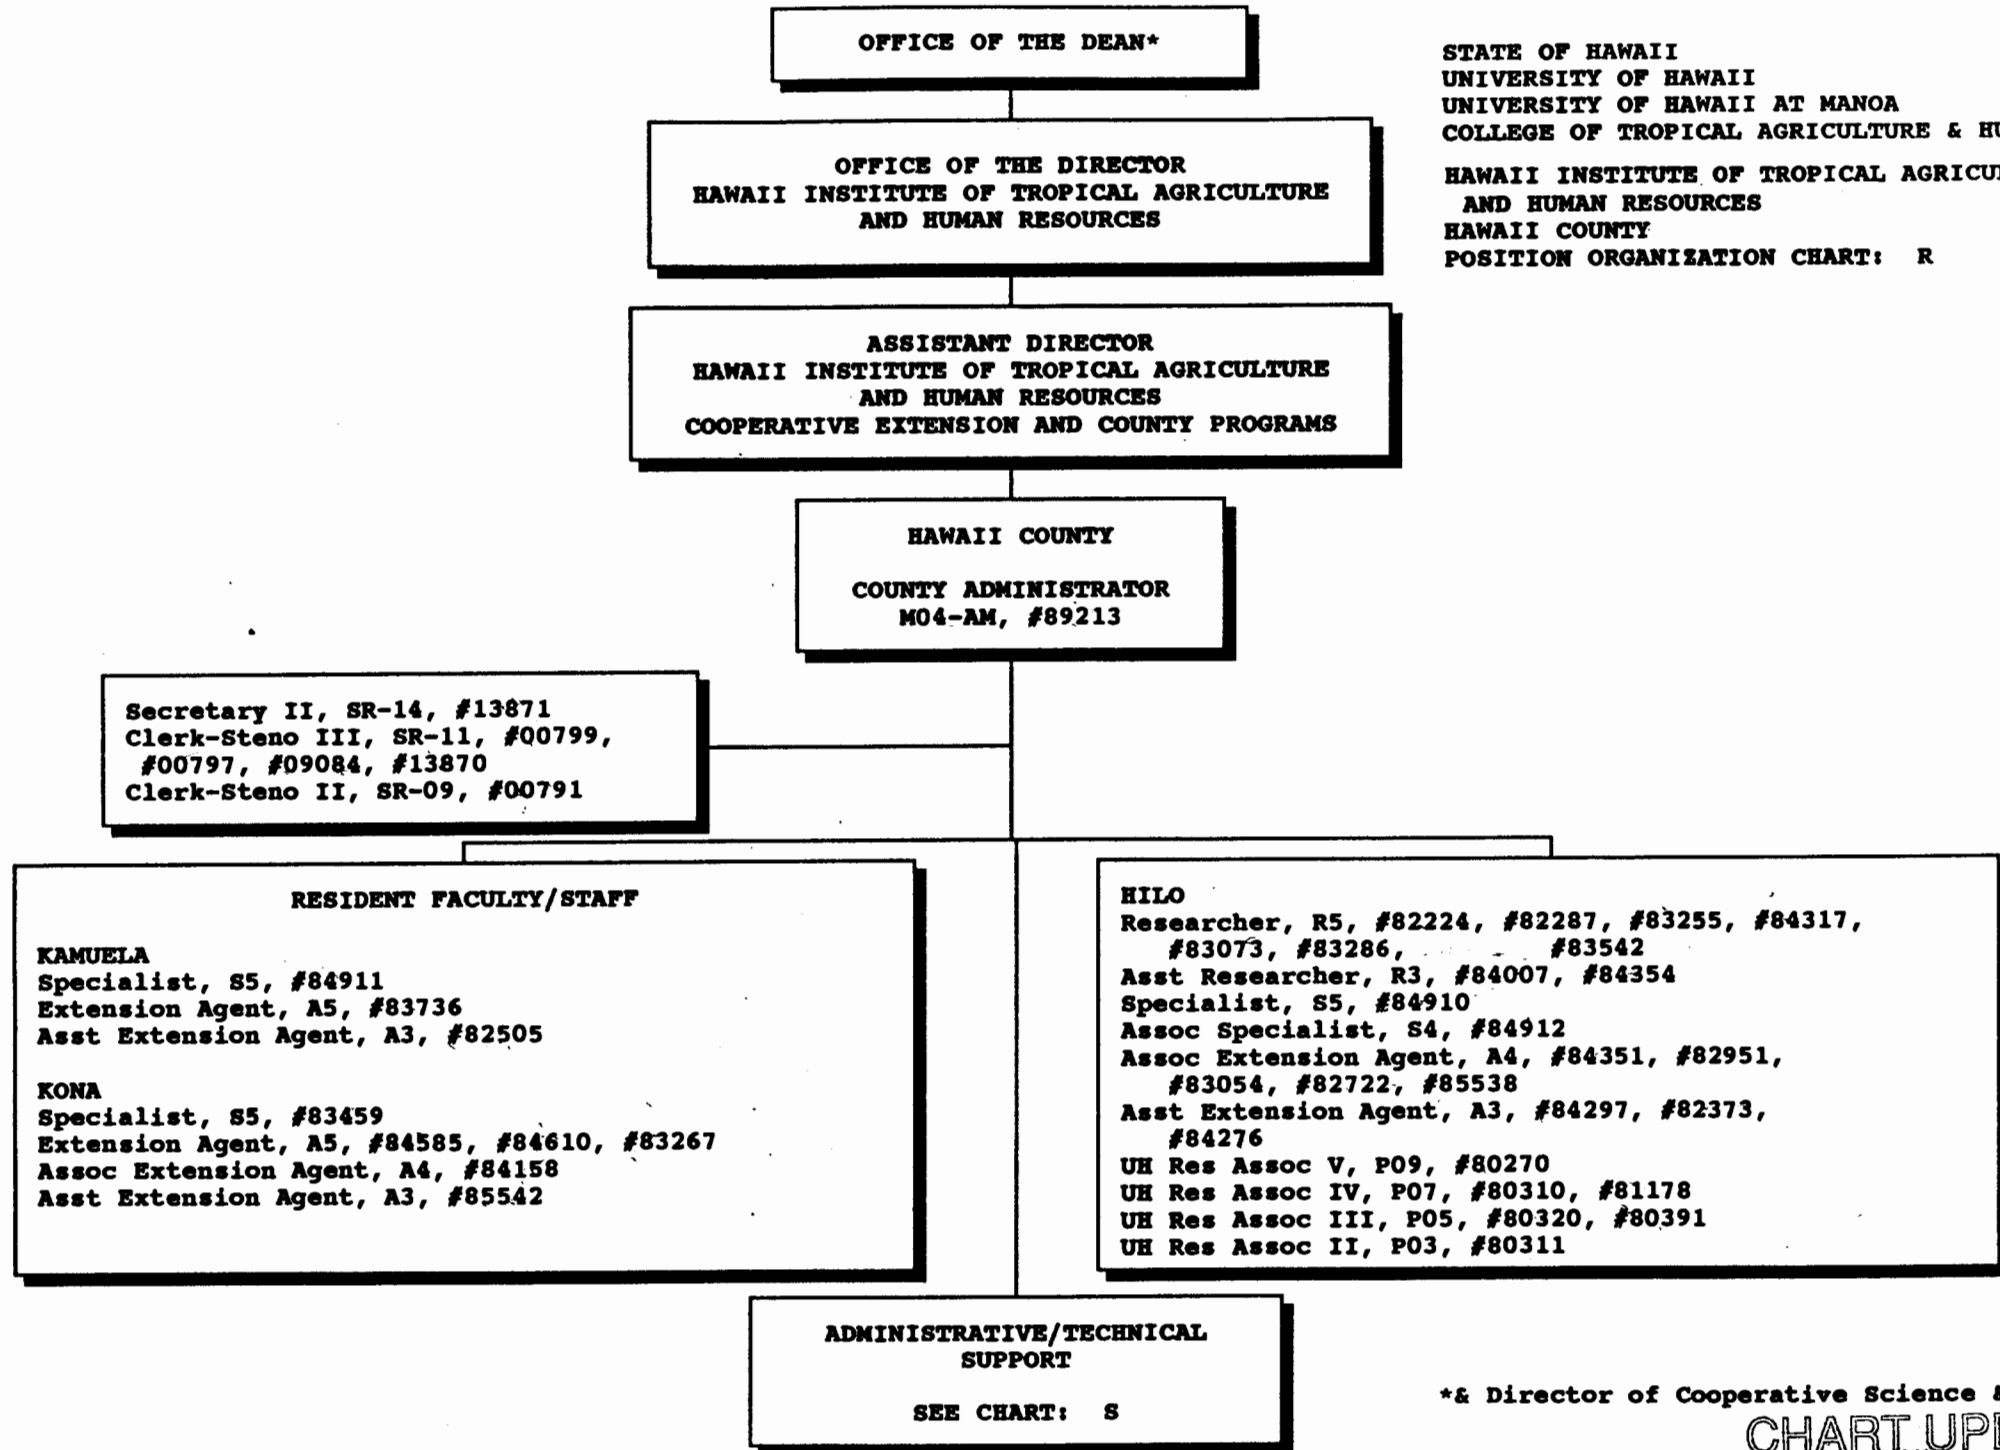 OFFICE OF THE DEAN*
STATE OF HAWAII
UNIVERSITY OF HAWAII
UNIVERSITY OF HAWAII AT MANOA
COLLEGE OF TROPICAL AGRICULTURE &
HAWAII INSTITUTE OF TROPICAL
AND HUMAN RESOURCES
HAWAII COUNTY
POSITION ORGANIZATION CHART: R
OFFICE OF THE DIRECTOR
HAWAII INSTITUTE OF TROPICAL AGRICULTURE
AND HUMAN RESOURCES
ASSISTANT DIRECTOR
HAWAII INSTITUTE OF TROPICAL AGRICULTURE
AND HUMAN RESOURCES
COOPERATIVE EXTENSION AND COUNTY PROGRAMS
HAWAII COUNTY
COUNTY ADMINISTRATOR
M04-AM, #89213
Secretary II, SR-14, #13871
Clerk-Steno III, SR-11, #00799,
#00797, #09084, #13870
Clerk-Steno II, SR-09, #00791
RESIDENT FACULTY/STAFF
KAMUELA
Specialist, S5, #84911
Extension Agent, A5, #83736
Asst Extension Agent, A3, #82505
KONA
Specialist, S5, #83459
Extension Agent, A5, #84585, #84610, #83267
Assoc Extension Agent, A4, #84158
Asst Extension Agent, A3, #85542
HILO
Researcher, R5, #82224, #82287, #83255, #84317,
#83073, #83286, #83542
Asst Researcher, R3, #84007, #84354
Specialist, S5, #84910
Assoc Specialist, S4, #84912
Assoc Extension Agent, A4, #84351, #82951,
#83054, #82722, #85538
Asst Extension Agent, A3, #84297, #82373,
#84276
UH Res Assoc V, P09, #80270
UH Res Assoc IV, P07, #80310, #81178
UH Res Assoc III, P05, #80320, #80391
UH Res Assoc II, P03, #80311
ADMINISTRATIVE/TECHNICAL
SUPPORT
SEE CHART: S
*& Director of Cooperative Science &
CHART